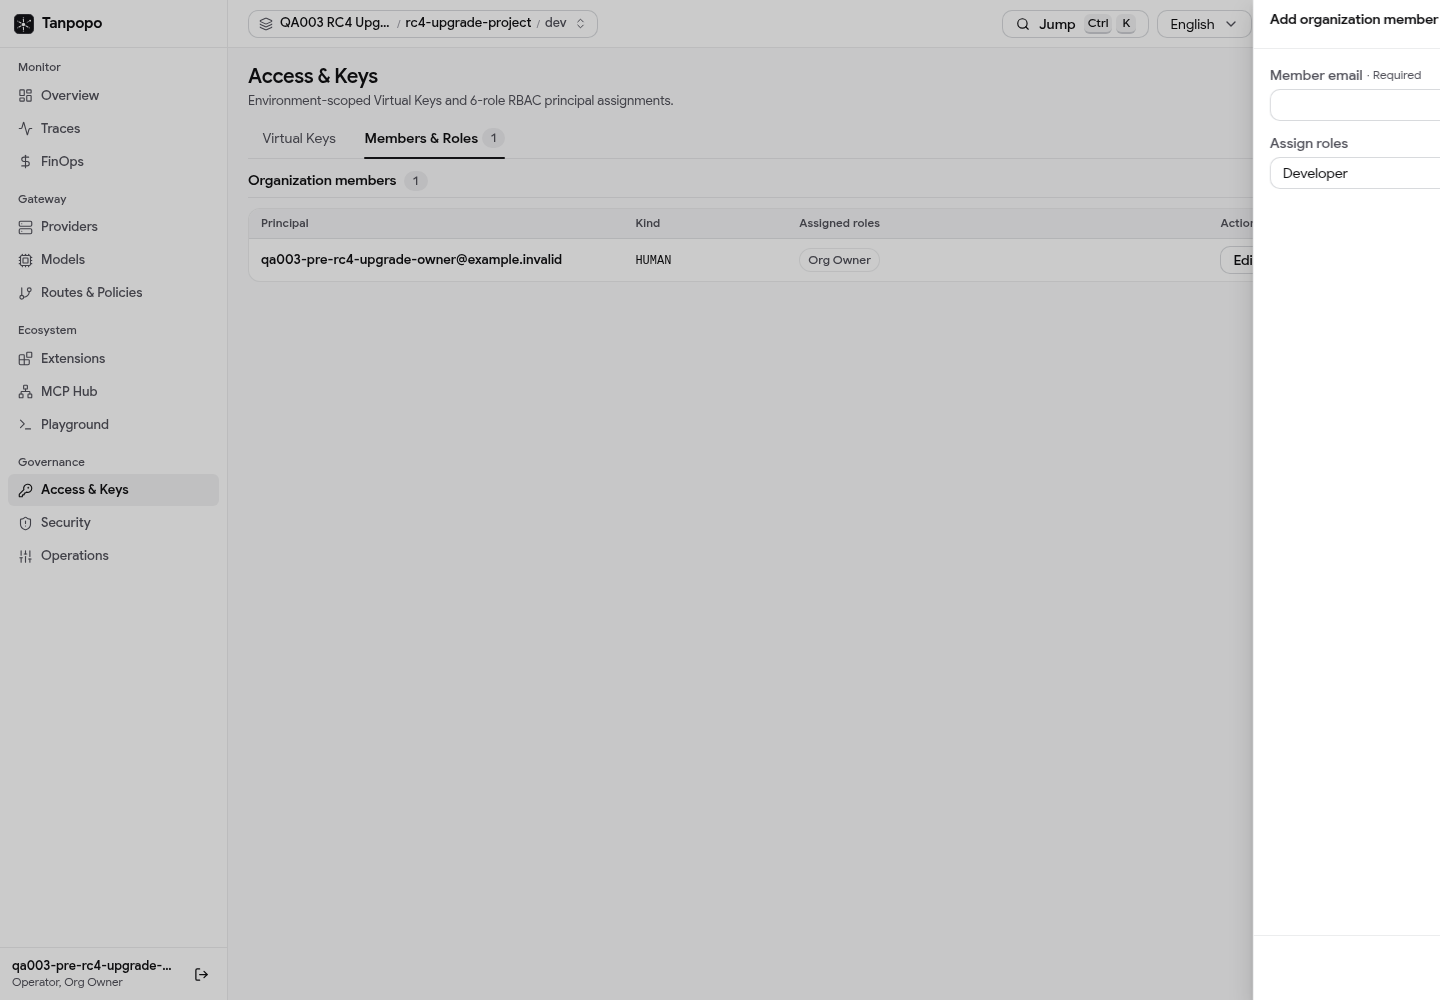 Tanpopo
QA003 RC4 Upg... / rc4-upgrade-project / dev
Jump Ctrl K
English
Monitor
Overview
Traces
FinOps
Gateway
Providers
Models
Routes & Policies
Ecosystem
Extensions
MCP Hub
Playground
Governance
Access & Keys
Security
Operations
qa003-pre-rc4-upgrade-...
Operator, Org Owner
Access & Keys
Environment-scoped Virtual Keys and 6-role RBAC principal assignments.
Virtual Keys
Members & Roles 1
Organization members 1
Principal Kind Assigned roles Action
qa003-pre-rc4-upgrade-owner@example.invalid HUMAN Org Owner Edi
Add organization member
Member email · Required
Assign roles
Developer